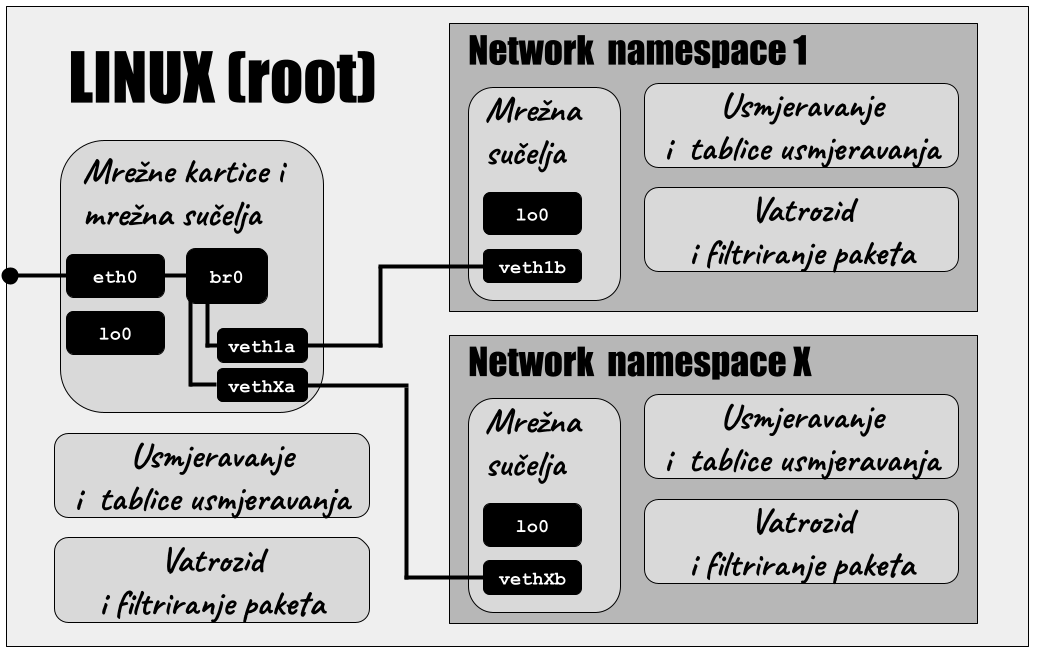 LINUX (root)
Mrežne kartice i
mrežna sučelja
eth0
br0
lo0
veth1a
vethXa
Usmjeravanje
i tablice usmjeravanja
Vatrozid
i filtriranje paketa
Network namespace 1
Mrežna
sučelja
lo0
veth1b
Usmjeravanje
i tablice usmjeravanja
Vatrozid
i filtriranje paketa
Network namespace X
Mrežna
sučelja
lo0
vethXb
Usmjeravanje
i tablice usmjeravanja
Vatrozid
i filtriranje paketa